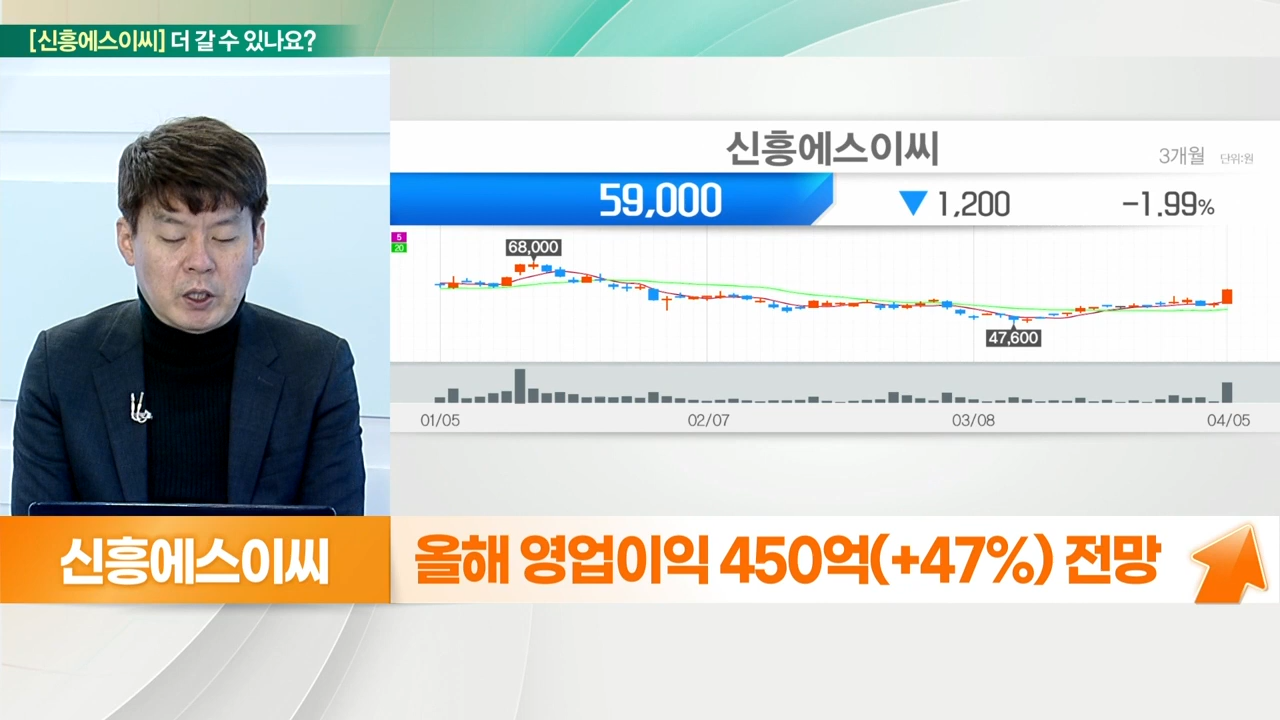 [신흥에스이씨] 더 갈 수 있나요?
신흥에스이씨
3개월 단위:원
59,000 ▼ 1,200 -1.99%
5
20
68,000
47,600
01/05 02/07 03/08 04/05
신흥에스이씨
올해 영업이익 450억(+47%) 전망